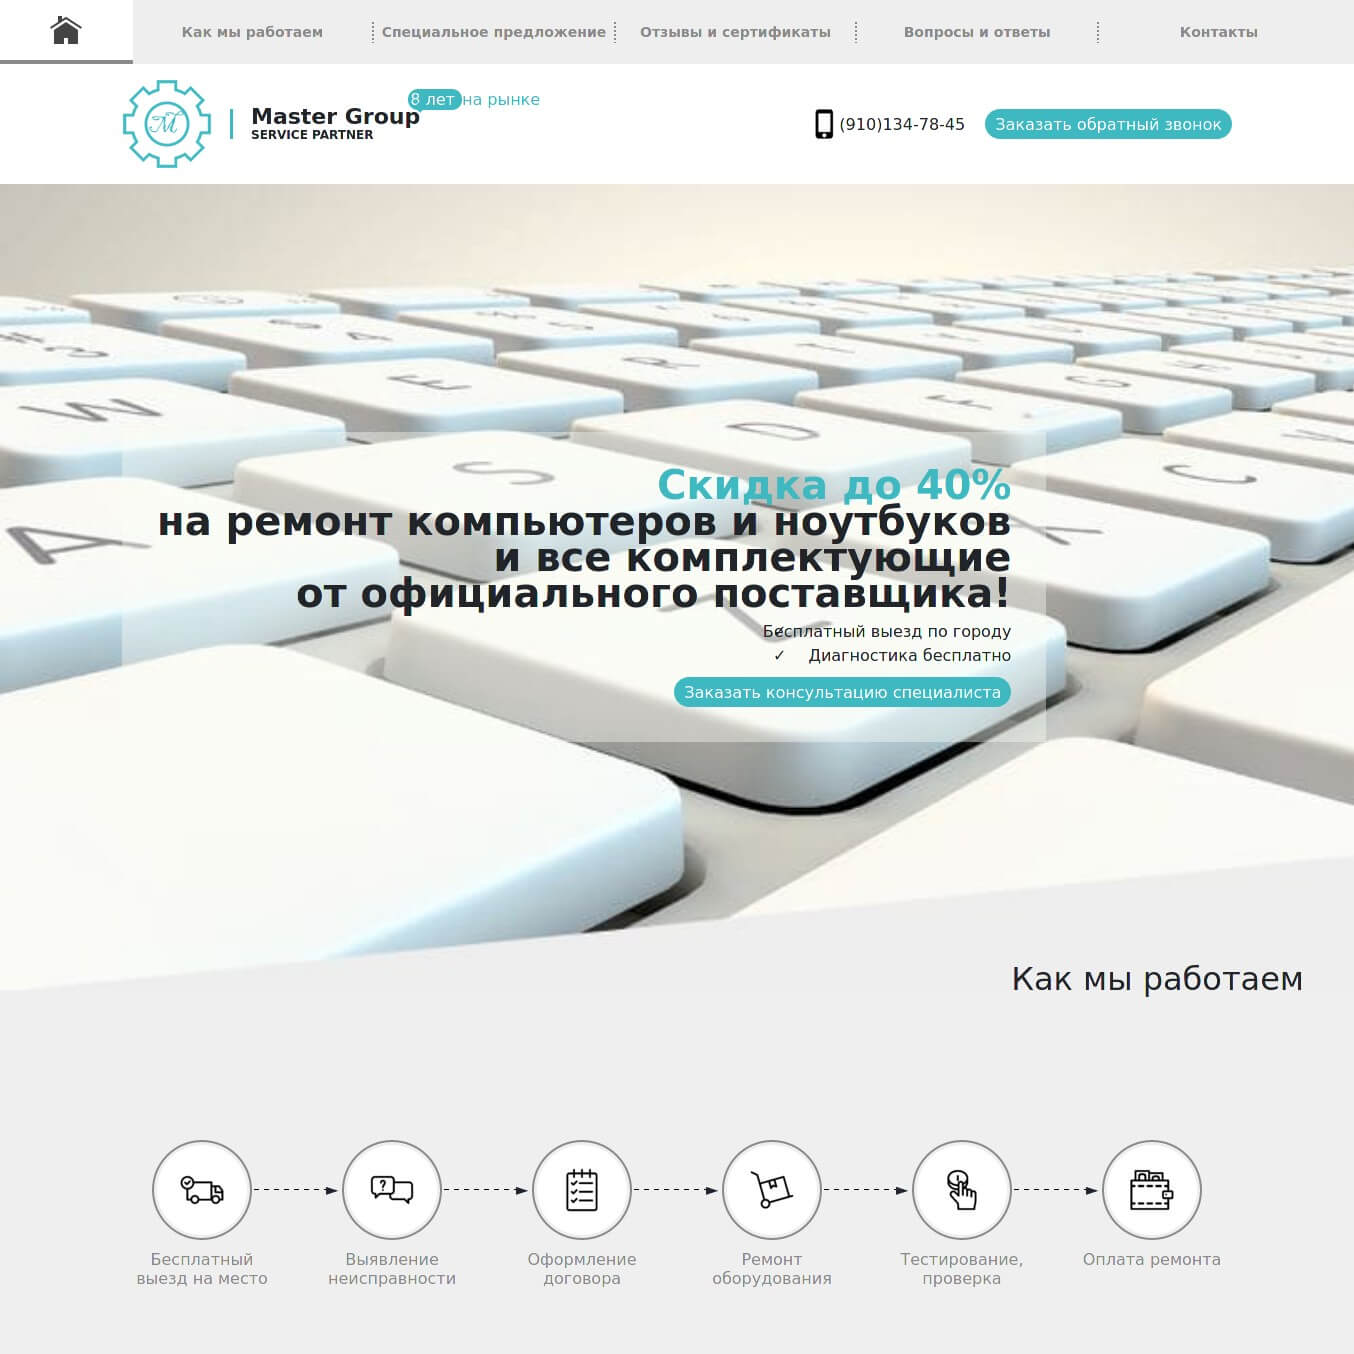 Как мы работаем
Специальное предложение
Отзывы и сертификаты
Вопросы и ответы
Контакты
M
Master Group
SERVICE PARTNER
8 лет на рынке
(910)134-78-45
Заказать обратный звонок
Скидка до 40%
на ремонт компьютеров и ноутбуков
и все комплектующие
от официального поставщика!
Бесплатный выезд по городу
✓ Диагностика бесплатно
Заказать консультацию специалиста
Как мы работаем
Бесплатный
выезд на место
Выявление
неисправности
Оформление
договора
Ремонт
оборудования
Тестирование,
проверка
Оплата ремонта